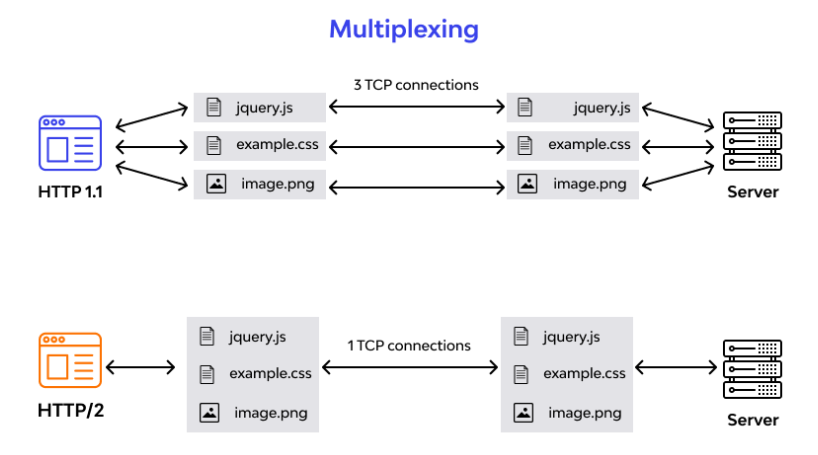 Multiplexing
3 TCP connections
jquery.js
jquery.js
example.css
example.css
image.png
image.png
HTTP 1.1
Server
jquery.js
1 TCP connections
jquery.js
example.css
example.css
image.png
image.png
HTTP/2
Server